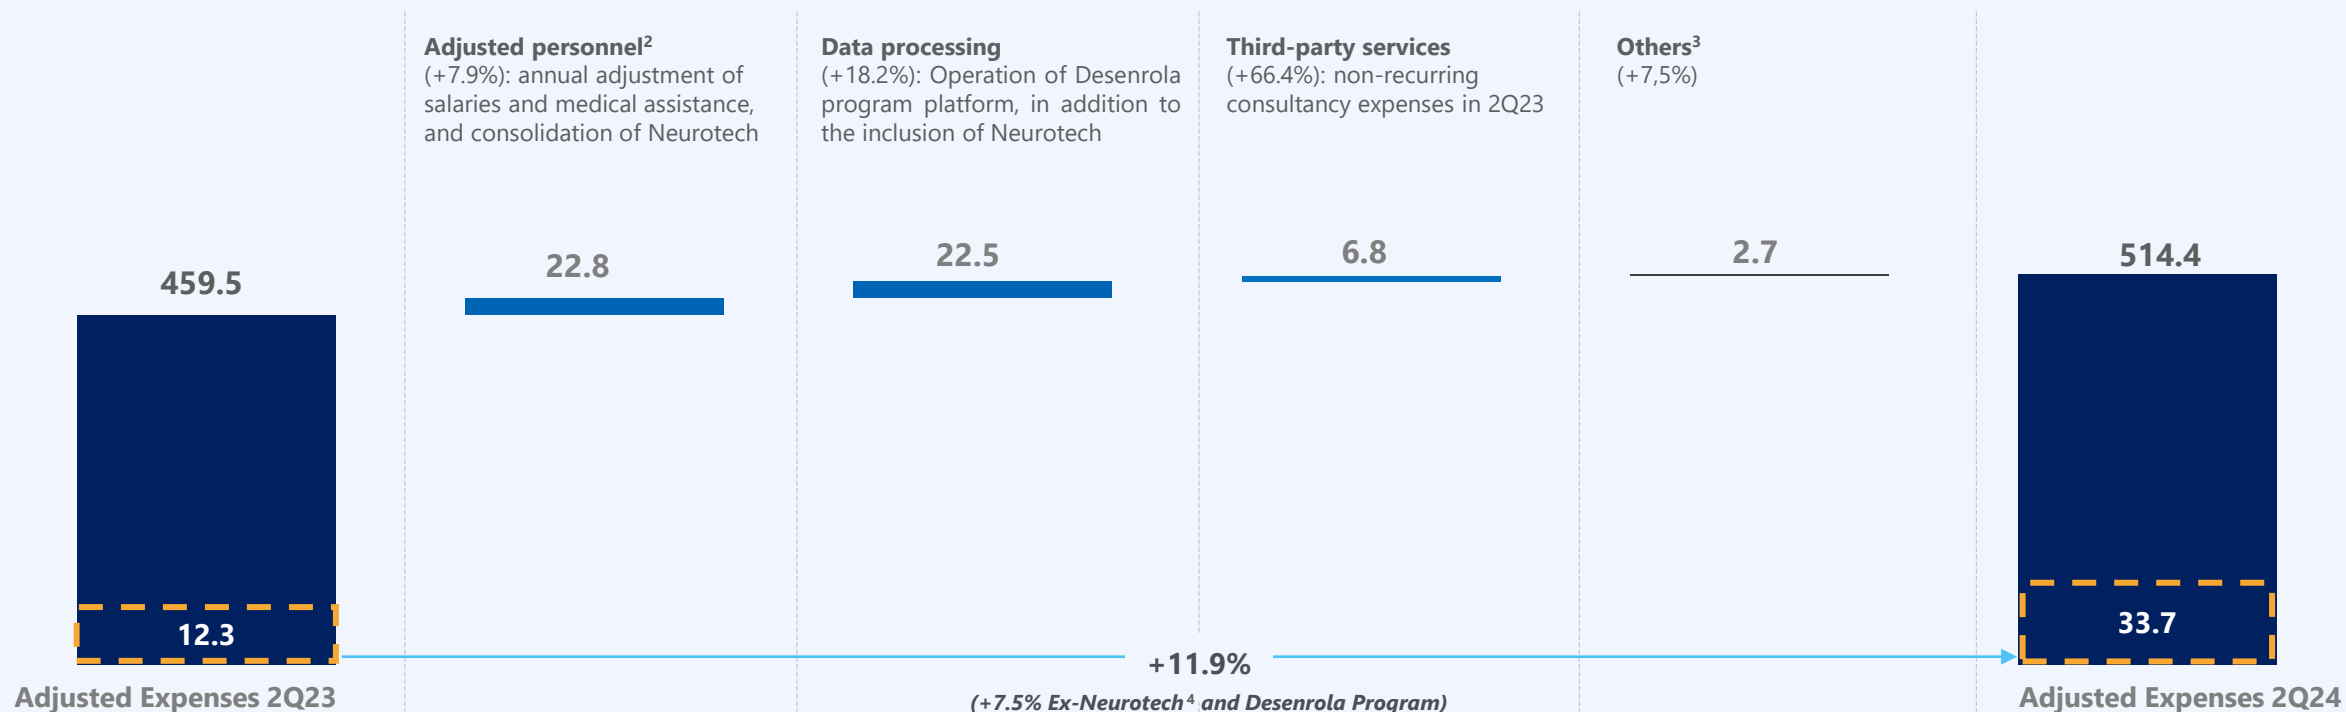 Adjusted personnel²
(+7.9%): annual adjustment of
salaries and medical assistance,
and consolidation of Neurotech
Data processing
(+18.2%): Operation of Desenrola
program platform, in addition to
the inclusion of Neurotech
Third-party services
(+66.4%): non-recurring
consultancy expenses in 2Q23
Others³
(+7,5%)
459.5
22.8
22.5
6.8
2.7
514.4
12.3
33.7
+11.9%
(+7.5% Ex-Neurotech⁴ and Desenrola Program)
Adjusted Expenses 2Q23
Adjusted Expenses 2Q24